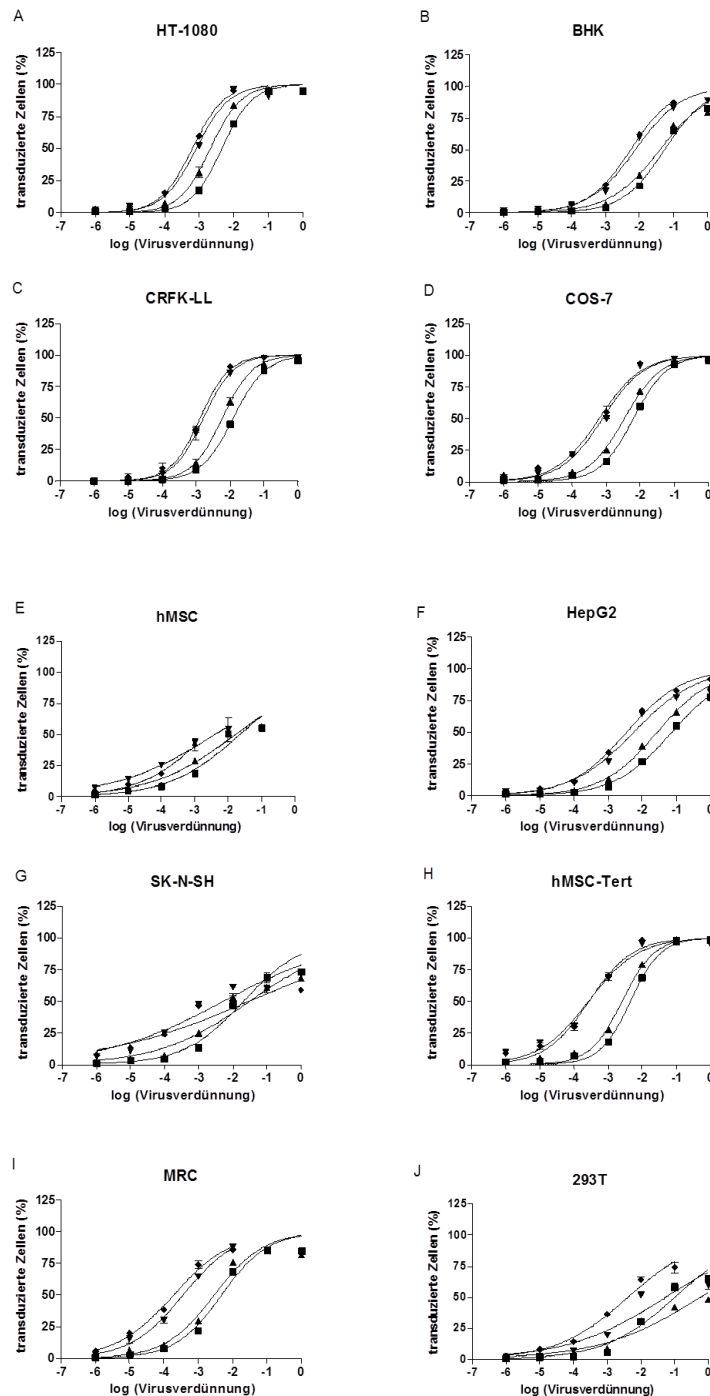 A
HT-1080
transduzierte Zellen (%)
125
100
75
50
25
-7 -6 -5 -4 -3 -2 -1 0
log (Virusverdünnung)
B
BHK
transduzierte Zellen (%)
125
100
75
50
25
0
-7 -6 -5 -4 -3 -2 -1 0
log (Virusverdünnung)
C
CRFK-LL
transduzierte Zellen (%)
125
100
75
50
25
0
-7 -6 -5 -4 -3 -2 -1 0
log (Virusverdünnung)
D
COS-7
transduzierte Zellen (%)
125
100
75
50
25
0
-7 -6 -5 -4 -3 -2 -1 0
log (Virusverdünnung)
E
hMSC
transduzierte Zellen (%)
125
100
75
50
25
0
-7 -6 -5 -4 -3 -2 -1 0
log (Virusverdünnung)
F
HepG2
transduzierte Zellen (%)
125
100
75
50
25
0
-7 -6 -5 -4 -3 -2 -1 0
log (Virusverdünnung)
G
SK-N-SH
transduzierte Zellen (%)
125
100
75
50
25
0
-7 -6 -5 -4 -3 -2 -1 0
log (Virusverdünnung)
H
hMSC-Tert
transduzierte Zellen (%)
125
100
75
50
25
0
-7 -6 -5 -4 -3 -2 -1 0
log (Virusverdünnung)
I
MRC
transduzierte Zellen (%)
125
100
75
50
25
0
-7 -6 -5 -4 -3 -2 -1 0
log (Virusverdünnung)
J
293T
transduzierte Zellen (%)
125
100
75
50
25
0
-7 -6 -5 -4 -3 -2 -1 0
log (Virusverdünnung)